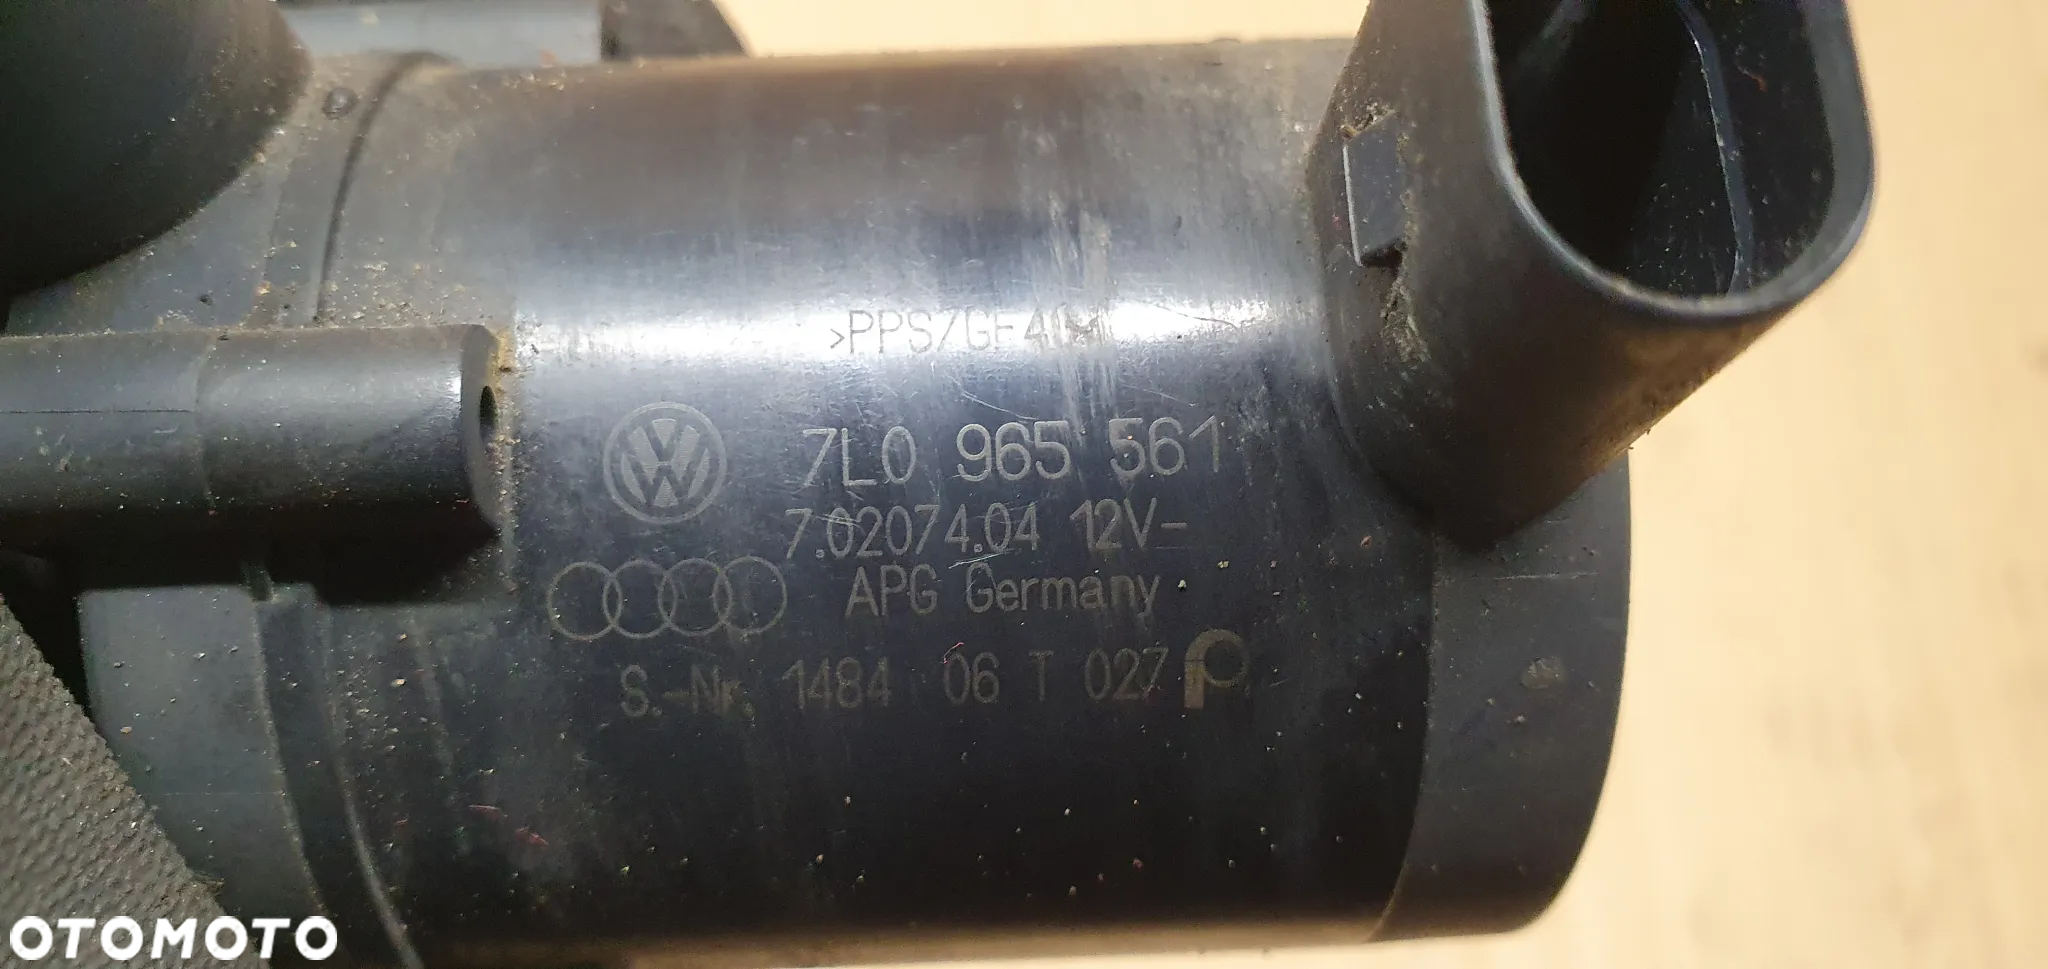 >PPS/GF40<
7L0 965 561
7.02074.04 12V-
APG Germany
S.-Nr. 1484 06 T 027
OTOMOTO